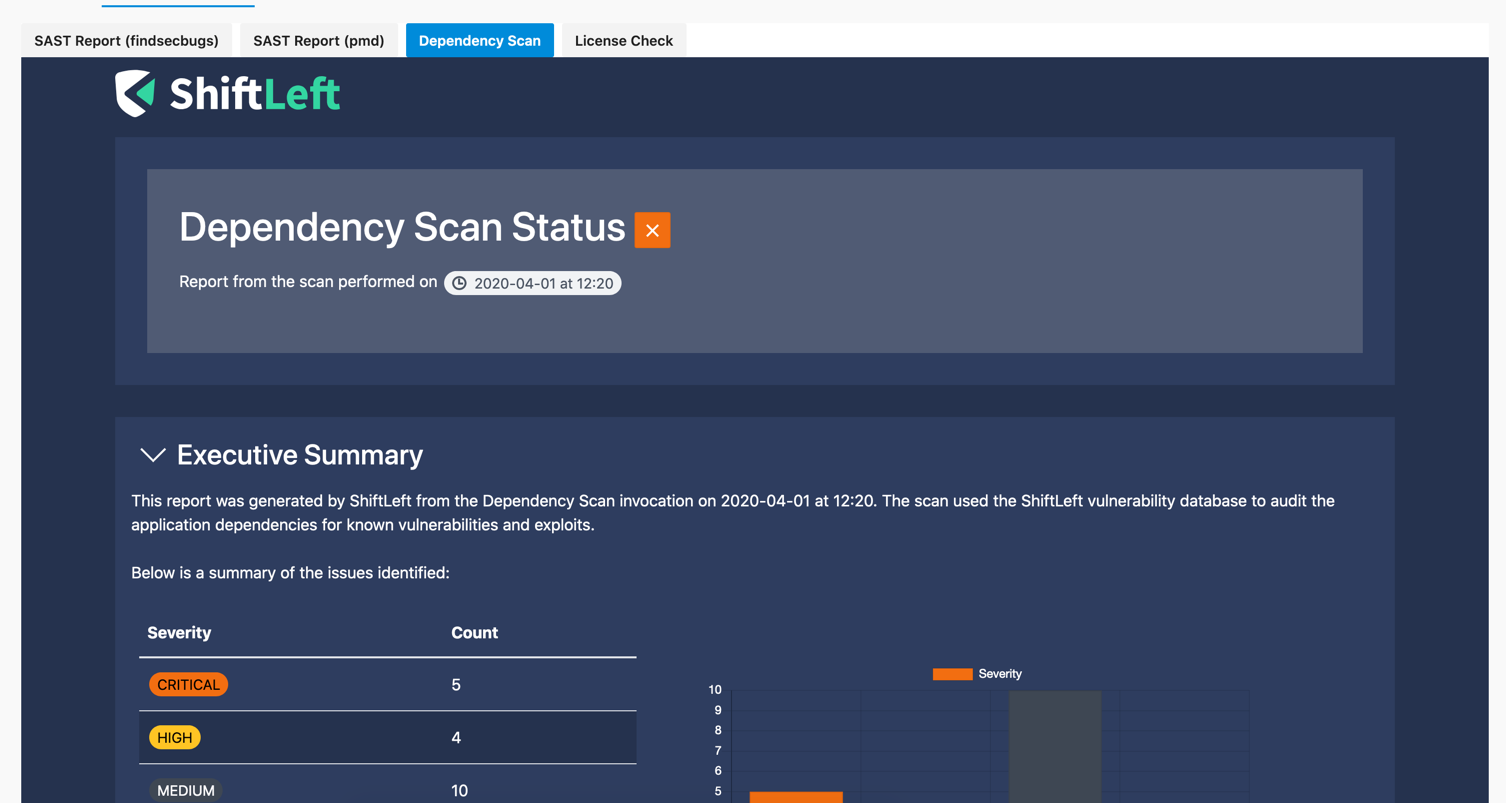 SAST Report (findsecbugs) SAST Report (pmd) Dependency Scan License Check
ShiftLeft
Dependency Scan Status
Report from the scan performed on 2020-04-01 at 12:20
Executive Summary
This report was generated by ShiftLeft from the Dependency Scan invocation on 2020-04-01 at 12:20. The scan used the ShiftLeft vulnerability database to audit the
application dependencies for known vulnerabilities and exploits.
Below is a summary of the issues identified:
Severity Count
CRITICAL 5
HIGH 4
MEDIUM 10
Severity
10
9
8
7
6
5